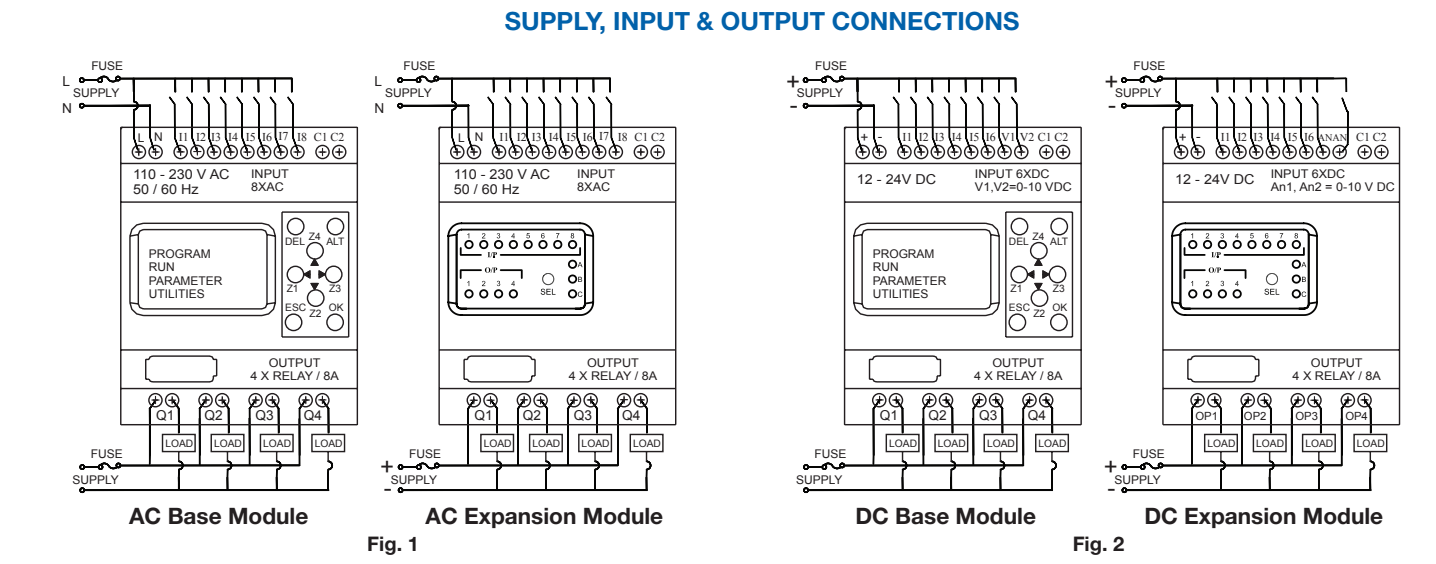 SUPPLY, INPUT & OUTPUT CONNECTIONS
FUSE
L
SUPPLY
N
L N I1 I2 I3 I4 I5 I6 I7 I8 C1 C2
110 - 230 V AC INPUT
50 / 60 Hz 8XAC
PROGRAM
RUN
PARAMETER
UTILITIES
DEL Z4 ALT
Z1 Z3
ESC Z2 OK
OUTPUT
4 X RELAY / 8A
Q1 Q2 Q3 Q4
LOAD LOAD LOAD LOAD
FUSE
SUPPLY
AC Base Module
FUSE
L
SUPPLY
N
L N I1 I2 I3 I4 I5 I6 I7 I8 C1 C2
110 - 230 V AC INPUT
50 / 60 Hz 8XAC
1 2 3 4 5 6 7 8
I/P
O/P
A
B
C
1 2 3 4
SEL
OUTPUT
4 X RELAY / 8A
Q1 Q2 Q3 Q4
LOAD LOAD LOAD LOAD
+ FUSE
SUPPLY
-
AC Expansion Module
Fig. 1
FUSE
+
SUPPLY
-
+ - I1 I2 I3 I4 I5 I6 V1 V2 C1 C2
12 - 24V DC INPUT 6XDC
V1,V2=0-10 VDC
PROGRAM
RUN
PARAMETER
UTILITIES
DEL Z4 ALT
Z1 Z3
ESC Z2 OK
OUTPUT
4 X RELAY / 8A
Q1 Q2 Q3 Q4
LOAD LOAD LOAD LOAD
+ FUSE
SUPPLY
-
DC Base Module
FUSE
+
SUPPLY
-
+ - I1 I2 I3 I4 I5 I6 ANAN C1 C2
12 - 24V DC INPUT 6XDC
An1, An2 = 0-10 V DC
1 2 3 4 5 6 7 8
I/P
O/P
A
B
C
1 2 3 4
SEL
OUTPUT
4 X RELAY / 8A
OP1 OP2 OP3 OP4
LOAD LOAD LOAD LOAD
+ FUSE
SUPPLY
-
DC Expansion Module
Fig. 2